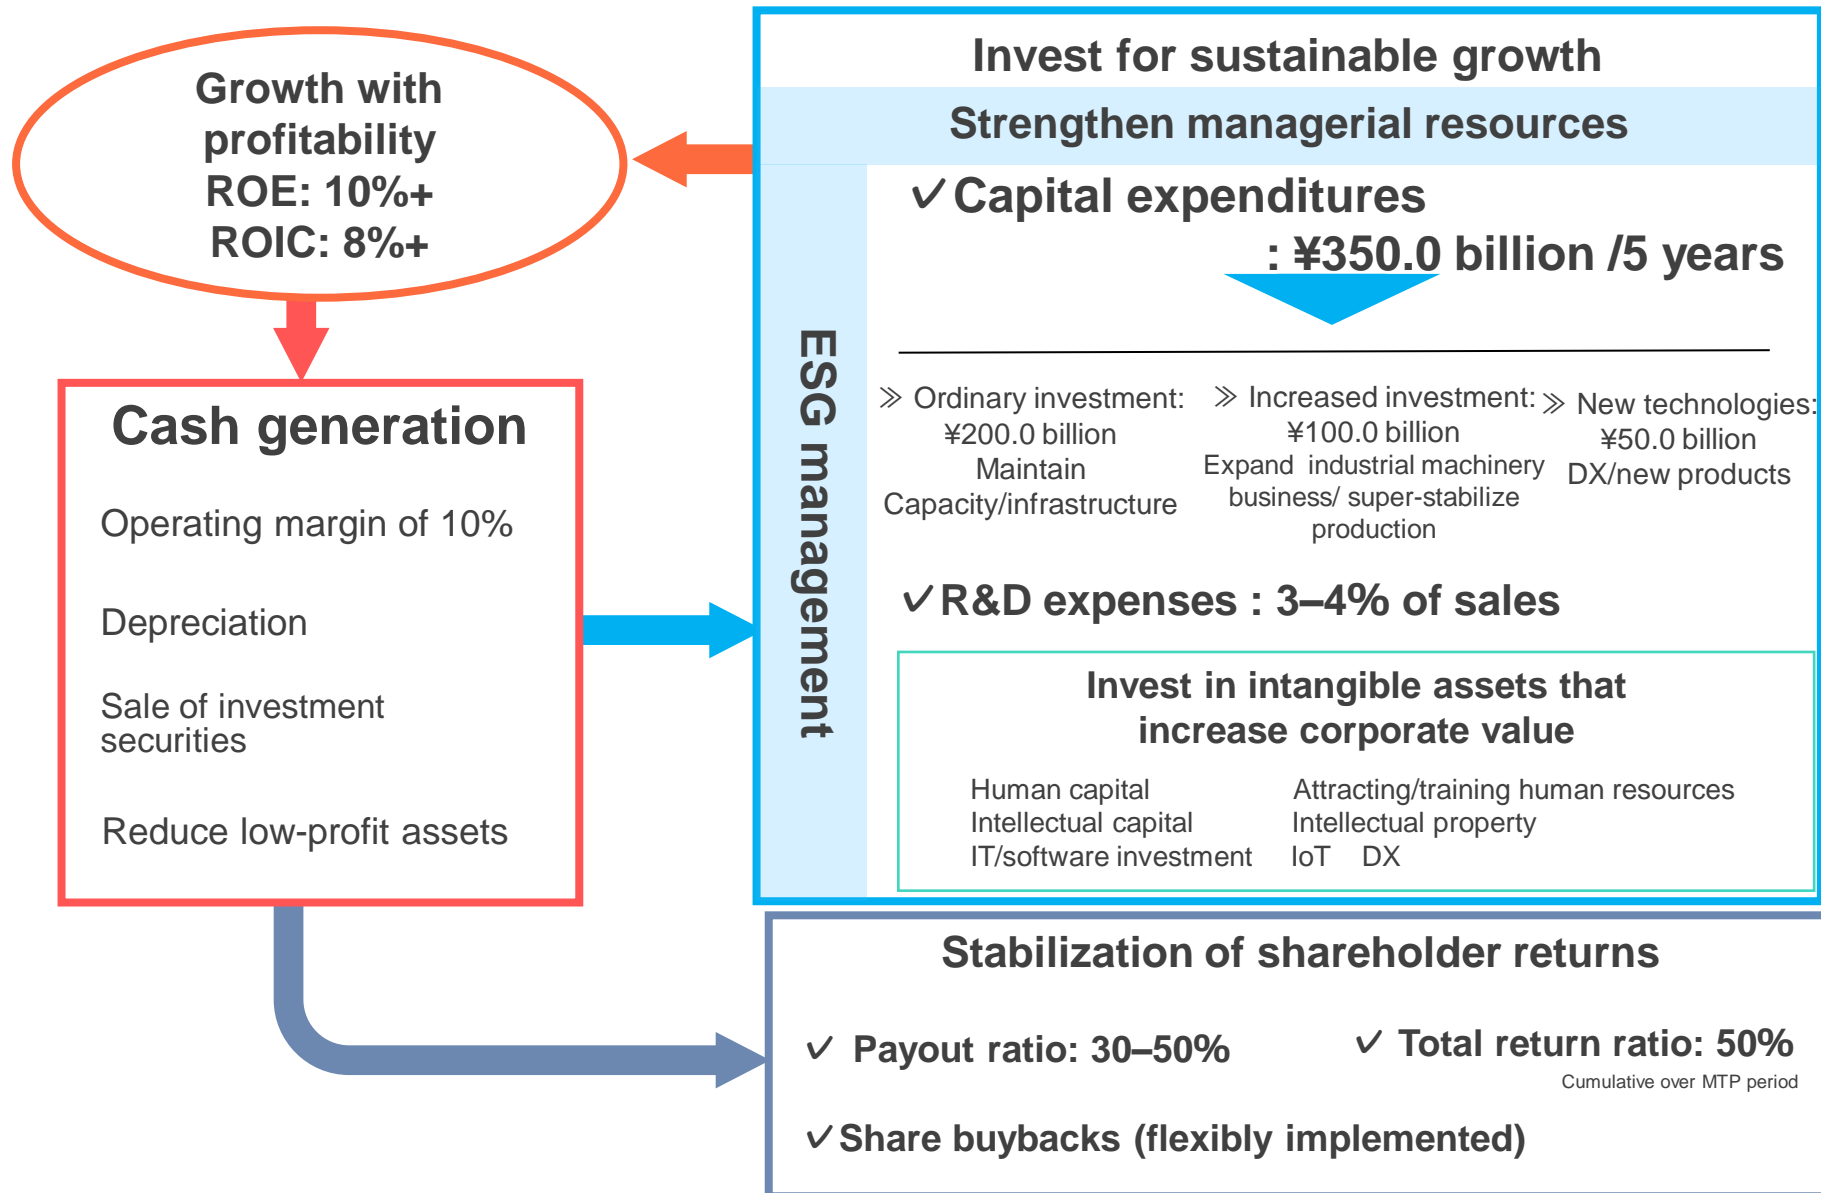 Growth with
profitability
ROE: 10%+
ROIC: 8%+
Cash generation
Operating margin of 10%
Depreciation
Sale of investment
securities
Reduce low-profit assets
Invest for sustainable growth
Strengthen managerial resources
ESG management
✓Capital expenditures
: ¥350.0 billion /5 years
≫ Ordinary investment:
¥200.0 billion
Maintain
Capacity/infrastructure
≫ Increased investment:
¥100.0 billion
Expand industrial machinery
business/ super-stabilize
production
≫ New technologies:
¥50.0 billion
DX/new products
✓R&D expenses : 3–4% of sales
Invest in intangible assets that
increase corporate value
Human capital Attracting/training human resources
Intellectual capital Intellectual property
IT/software investment IoT DX
Stabilization of shareholder returns
✓ Payout ratio: 30–50%
✓ Total return ratio: 50%
Cumulative over MTP period
✓Share buybacks (flexibly implemented)